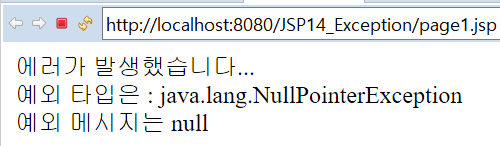 http://localhost:8080/JSP14_Exception/page1.jsp
에러가 발생했습니다...
예외 타입은 : java.lang.NullPointerException
예외 메시지는 null